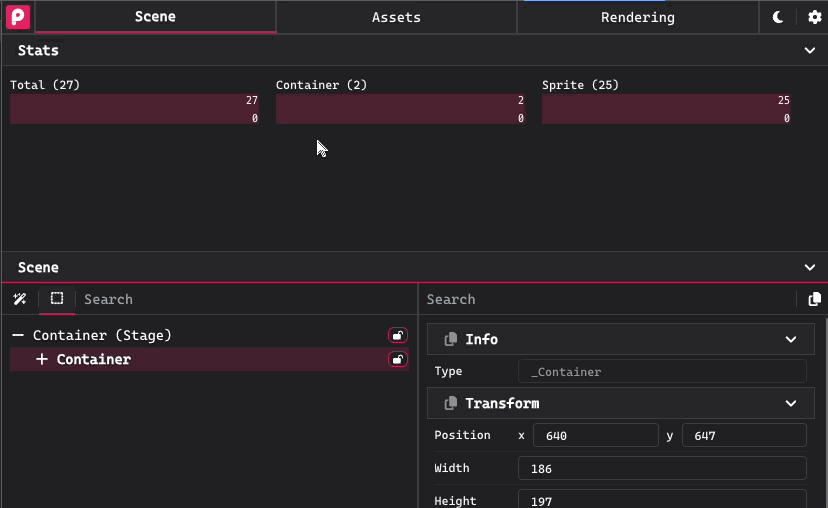 Scene Assets Rendering
Stats
Total (27) Container (2) Sprite (25)
27 2 25
0 0 0
Scene
Search Search
— Container (Stage)
+ Container
Info
Type _Container
Transform
Position x 640 y 647
Width 186
Height 197